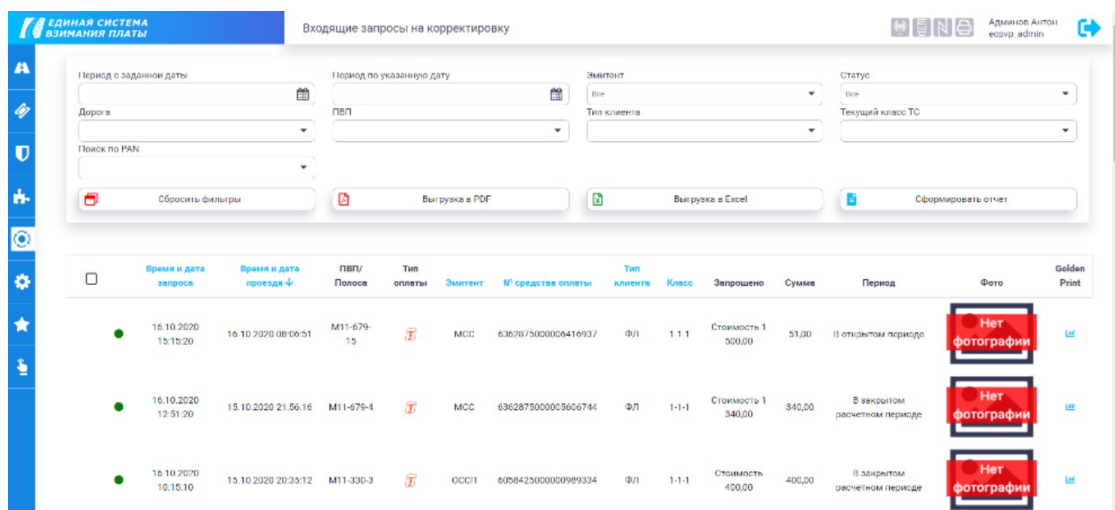 ЕДИНАЯ СИСТЕМА
ВЗИМАНИЯ ПЛАТЫ
Входящие запросы на корректировку
Админов Антон
ecpvp_admin
Период с заданной даты
Период по указанную дату
Эмитент
Статус
Все
Все
Дорога
ПВП
Тип клиента
Текущий класс ТС
Поиск по PAN
Сбросить фильтры
Выгрузка в PDF
Выгрузка в Excel
Сформировать отчет
Время и дата запроса
Время и дата проезда
ПВП/ Полоса
Тип оплаты
Эмитент
№ средства оплаты
Тип клиента
Класс
Запрошено
Сумма
Период
Фото
Golden Print
16.10.2020 15:15:20
16.10.2020 08:06:51
М11-679-15
МСС
6362875000006416937
ФЛ
1-1-1
Стоимость 1 500,00
51,00
В открытом периоде
Нет фотографии
16.10.2020 12:51:20
15.10.2020 21:56:16
М11-679-4
МСС
6362875000005606744
ФЛ
1-1-1
Стоимость 1 340,00
340,00
В закрытом расчетном периоде
Нет фотографии
16.10.2020 10:15:10
15.10.2020 20:35:12
М11-330-3
ОССП
6058425000000989334
ФЛ
1-1-1
Стоимость 400,00
400,00
В закрытом расчетном периоде
Нет фотографии